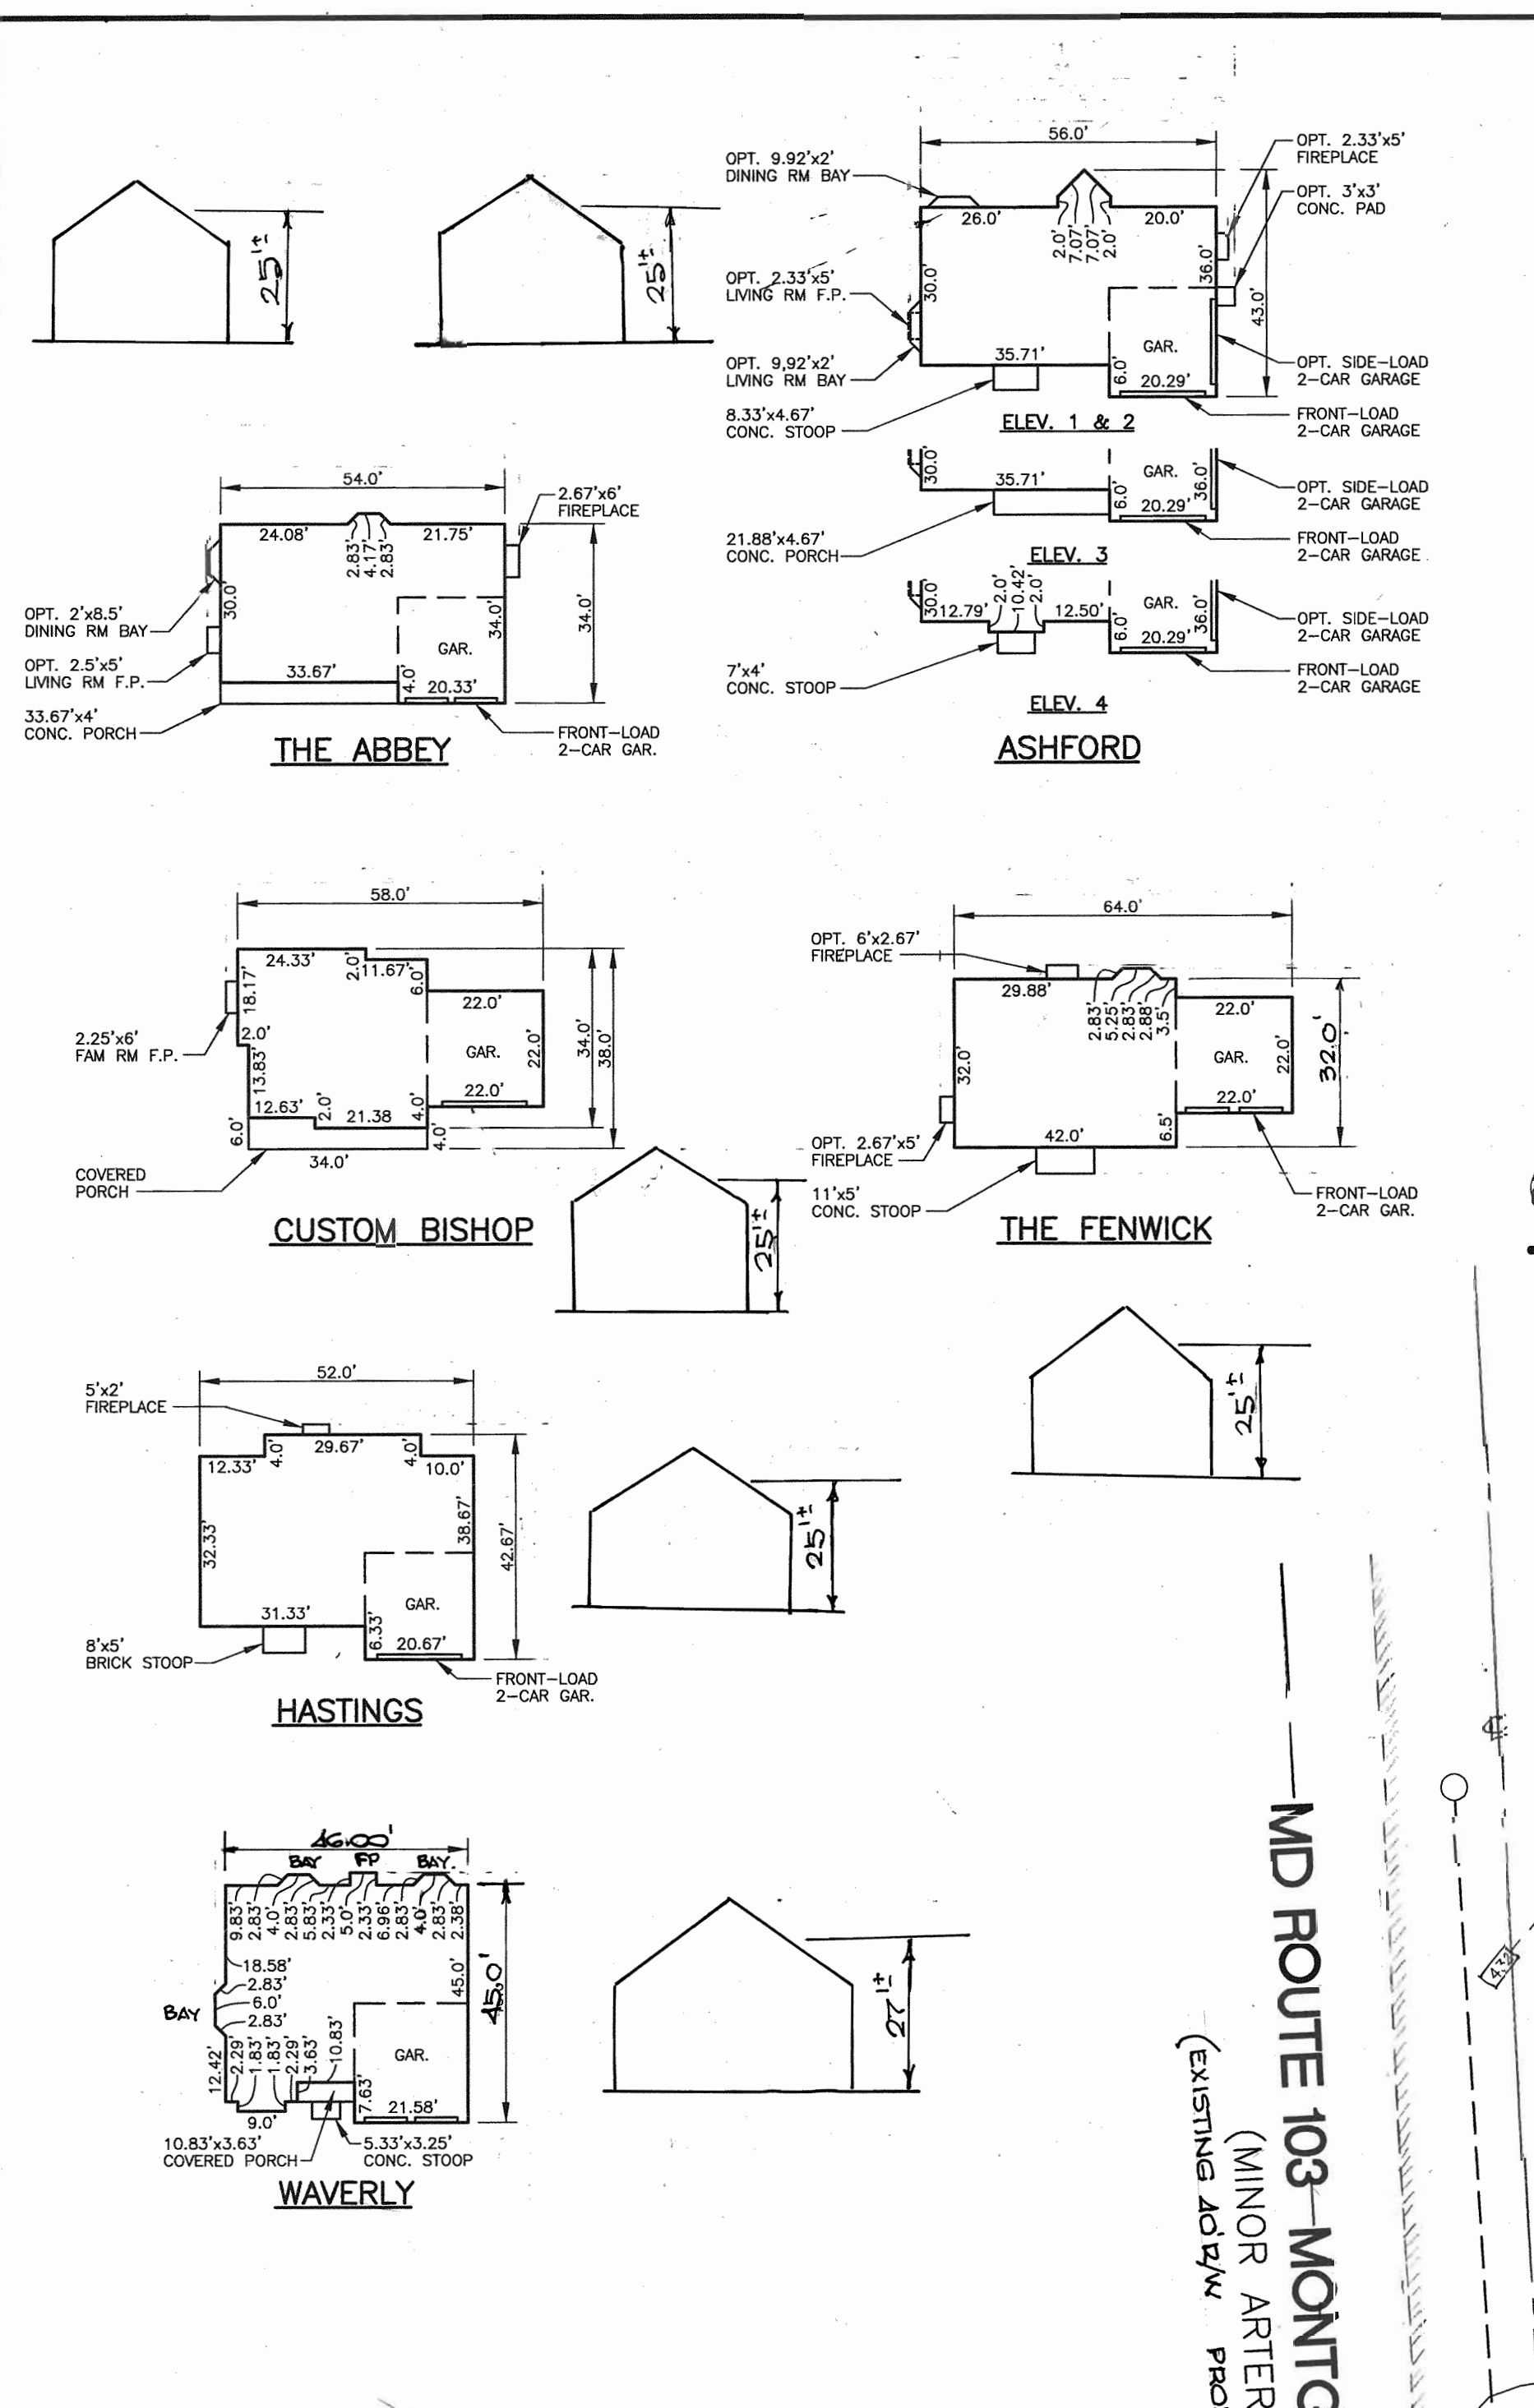 25'±
25'±
54.0'
2.67'x6'
FIREPLACE
24.08'
2.83'
4.17'
2.83'
21.75'
30.0'
34.0'
34.0'
OPT. 2'x8.5'
DINING RM BAY
OPT. 2.5'x5'
LIVING RM F.P.
33.67'
4.0'
GAR.
20.33'
33.67'x4'
CONC. PORCH
FRONT-LOAD
2-CAR GAR.
THE ABBEY
56.0'
OPT. 9.92'x2'
DINING RM BAY
OPT. 2.33'x5'
FIREPLACE
OPT. 3'x3'
CONC. PAD
26.0'
2.0'
7.07'
7.07'
2.0'
20.0'
30.0'
36.0'
43.0'
OPT. 2.33'x5'
LIVING RM F.P.
OPT. 9,92'x2'
LIVING RM BAY
35.71'
6.0'
GAR.
20.29'
OPT. SIDE-LOAD
2-CAR GARAGE
8.33'x4.67'
CONC. STOOP
ELEV. 1 & 2
FRONT-LOAD
2-CAR GARAGE
30.0'
35.71'
6.0'
GAR.
36.0'
20.29'
OPT. SIDE-LOAD
2-CAR GARAGE
21.88'x4.67'
CONC. PORCH
ELEV. 3
FRONT-LOAD
2-CAR GARAGE
30.0'
12.79'
2.0'
10.42'
2.0'
12.50'
6.0'
GAR.
36.0'
20.29'
OPT. SIDE-LOAD
2-CAR GARAGE
7'x4'
CONC. STOOP
FRONT-LOAD
2-CAR GARAGE
ELEV. 4
ASHFORD
58.0'
24.33'
2.0'
11.67'
6.0'
18.17'
22.0'
2.25'x6'
FAM RM F.P.
2.0'
13.83'
GAR.
22.0'
34.0'
38.0'
12.63'
2.0'
21.38
4.0'
22.0'
6.0'
4.0'
34.0'
COVERED
PORCH
CUSTOM BISHOP
25'±
64.0'
OPT. 6'x2.67'
FIREPLACE
29.88'
2.83'
5.25'
2.83'
2.88'
3.5'
22.0'
32.0'
GAR.
22.0'
32.0'
22.0'
42.0'
6.5'
OPT. 2.67'x5'
FIREPLACE
11'x5'
CONC. STOOP
FRONT-LOAD
2-CAR GAR.
THE FENWICK
25'±
52.0'
5'x2'
FIREPLACE
12.33'
4.0'
29.67'
4.0'
10.0'
32.33'
38.67'
42.67'
31.33'
6.33'
GAR.
20.67'
8'x5'
BRICK STOOP
FRONT-LOAD
2-CAR GAR.
HASTINGS
25'±
46.00'
BAY
FP
BAY.
9.83'
2.83'
4.0'
2.83'
5.83'
2.33'
5.0'
2.33'
6.96'
2.83'
4.0'
2.83'
2.38'
18.58'
2.83'
6.0'
2.83'
BAY
45.0'
45.0'
12.42'
2.29'
1.83'
1.83'
2.29'
3.63'
10.83'
GAR.
7.63'
21.58'
9.0'
10.83'x3.63'
COVERED PORCH
5.33'x3.25'
CONC. STOOP
WAVERLY
27'±
MD ROUTE 103-MONTG
(MINOR ARTER
(EXISTING 40' R/W PRO
432